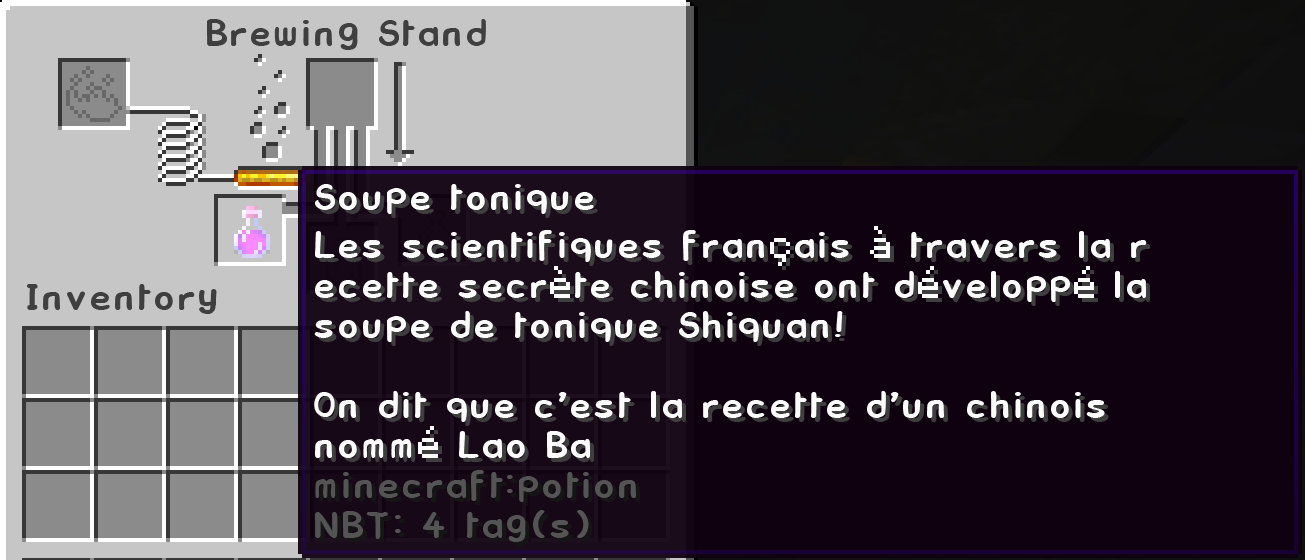 Brewing Stand
Soupe tonique
Les scientifiques français à travers la r
ecette secrète chinoise ont développé la
soupe de tonique Shiquan!
On dit que c'est la recette d'un chinois
nommé Lao Ba
minecraft:potion
NBT: 4 tag(s)
Inventory